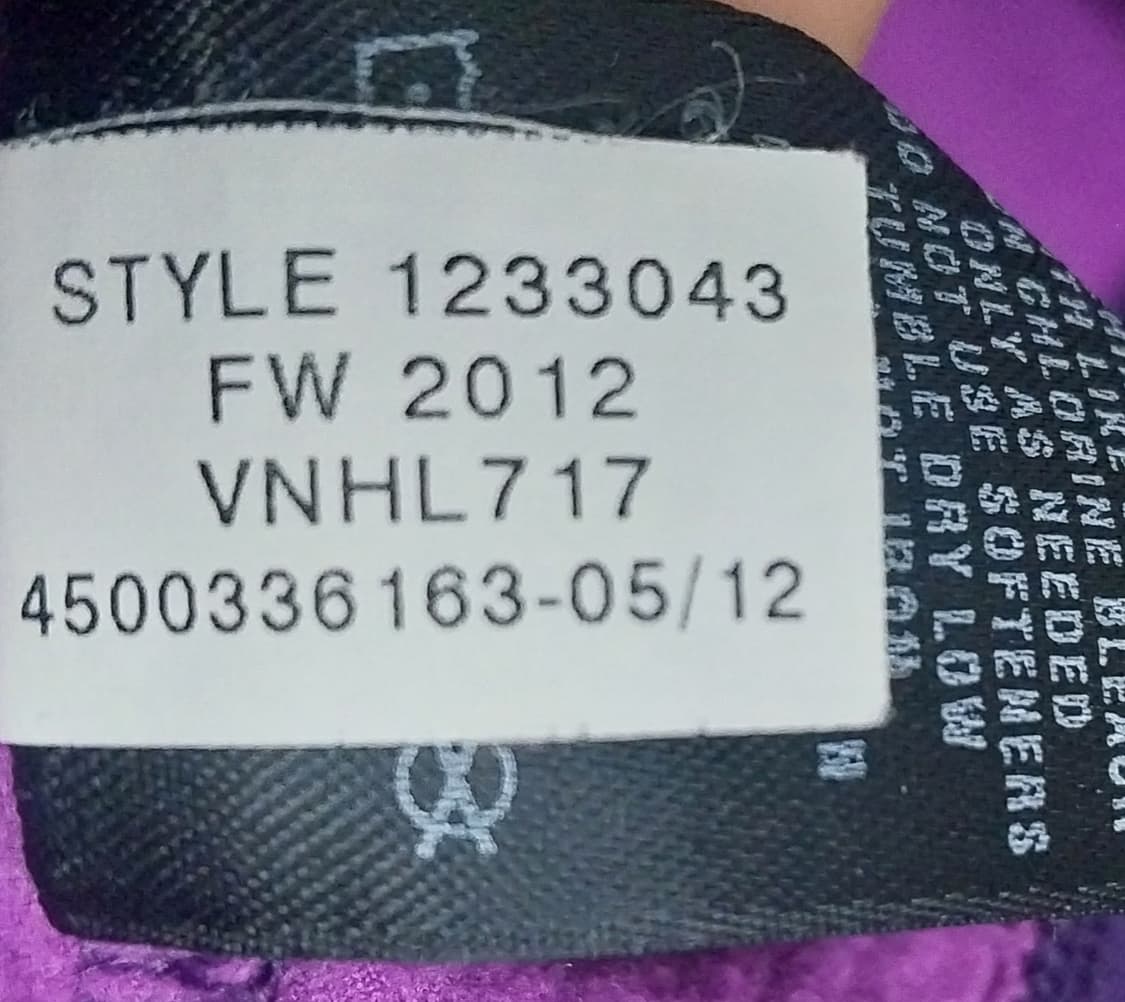 STYLE 1233043
FW 2012
VNHL717
4500336163-05/12
LIKE
CHLORINE BLEACH
ONLY AS NEEDED
DO NOT USE SOFTENERS
TUMBLE DRY LOW